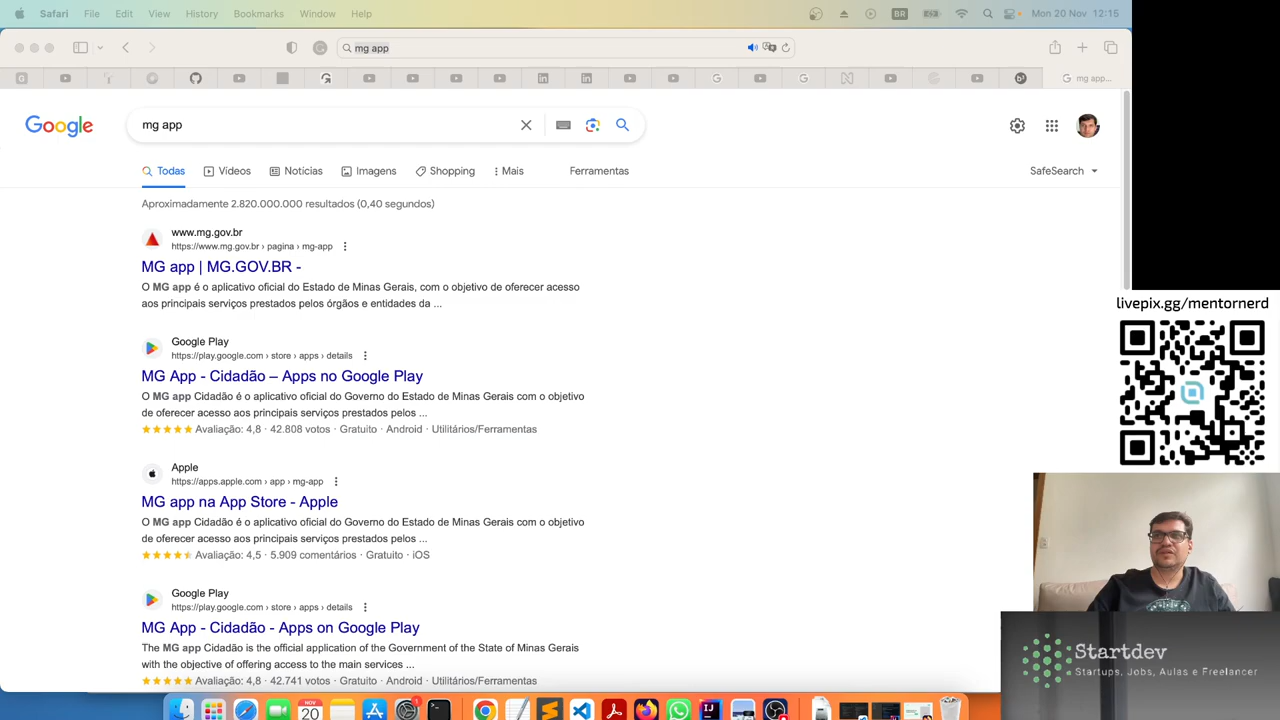 Safari File Edit View History Bookmarks Window Help BR Mon 20 Nov 12:15
mg app
mg app...
Google
mg app
Todas Vídeos Notícias Imagens Shopping Mais Ferramentas SafeSearch
Aproximadamente 2.820.000.000 resultados (0,40 segundos)
www.mg.gov.br
https://www.mg.gov.br › pagina › mg-app
MG app | MG.GOV.BR -
O MG app é o aplicativo oficial do Estado de Minas Gerais, com o objetivo de oferecer acesso
aos principais serviços prestados pelos órgãos e entidades da ...
Google Play
https://play.google.com › store › apps › details
MG App - Cidadão – Apps no Google Play
O MG app Cidadão é o aplicativo oficial do Governo do Estado de Minas Gerais com o objetivo
de oferecer acesso aos principais serviços prestados pelos ...
Avaliação: 4,8 · 42.808 votos · Gratuito · Android · Utilitários/Ferramentas
Apple
https://apps.apple.com › app › mg-app
MG app na App Store - Apple
O MG app Cidadão é o aplicativo oficial do Governo do Estado de Minas Gerais com o objetivo
de oferecer acesso aos principais serviços prestados pelos ...
Avaliação: 4,5 · 5.909 comentários · Gratuito · iOS
Google Play
https://play.google.com › store › apps › details
MG App - Cidadão - Apps on Google Play
The MG app Cidadão is the official application of the Government of the State of Minas Gerais
with the objective of offering access to the main services ...
Avaliação: 4,8 · 42.741 votos · Gratuito · Android · Utilitários/Ferramentas
livepix.gg/mentornerd
Startdev
Startups, Jobs, Aulas e Freelancer
NOV
20